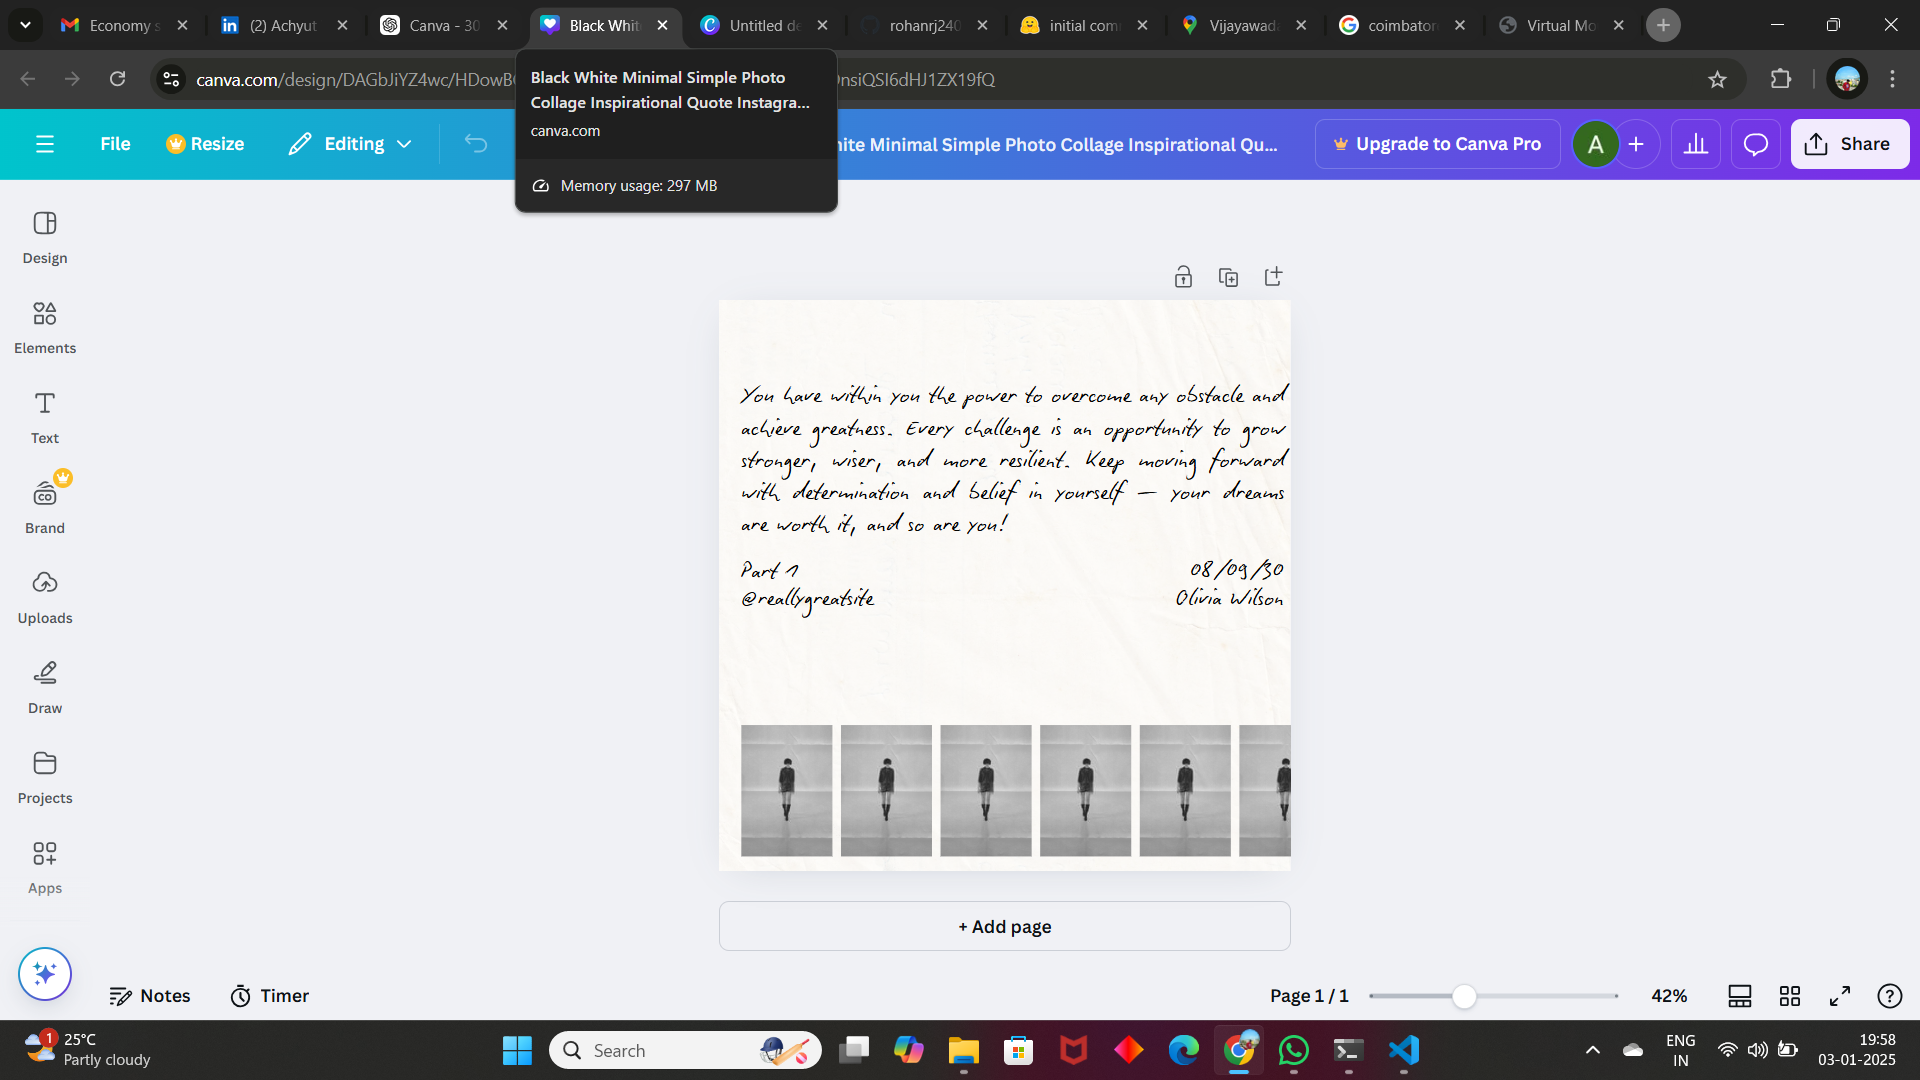 Economy s
(2) Achyut
Canva - 30
Black Whit
Untitled de
rohanrj240
initial com
Vijayawad
coimbator
Virtual Mo
canva.com/design/DAGbJiYZ4wc/HDowB
nsiQSI6dHJ1ZX19fQ
Black White Minimal Simple Photo
Collage Inspirational Quote Instagra...
canva.com
Memory usage: 297 MB
File
Resize
Editing
hite Minimal Simple Photo Collage Inspirational Qu...
Upgrade to Canva Pro
A
Share
Design
Elements
Text
Brand
Uploads
Draw
Projects
Apps
You have within you the power to overcome any obstacle and
achieve greatness. Every challenge is an opportunity to grow
stronger, wiser, and more resilient. Keep moving forward
with determination and belief in yourself — your dreams
are worth it, and so are you!
Part 1
08/09/30
@reallygreatsite
Olivia Wilson
+ Add page
Notes
Timer
Page 1 / 1
42%
1
25°C
Partly cloudy
Search
ENG
IN
19:58
03-01-2025